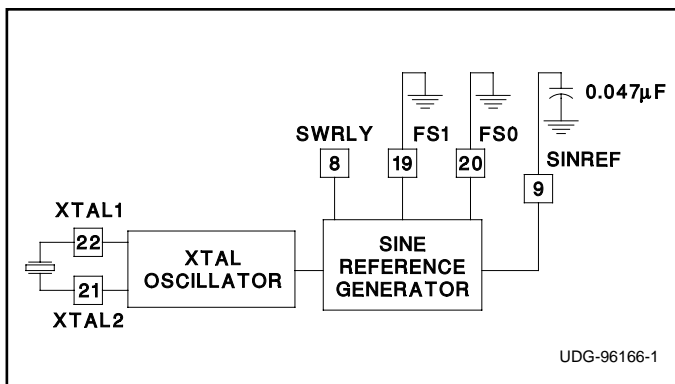 0.047µF
SWRLY FS1 FS0
8 19 20 SINREF
9
XTAL1
22
XTAL
OSCILLATOR
SINE
REFERENCE
GENERATOR
21
XTAL2
UDG-96166-1